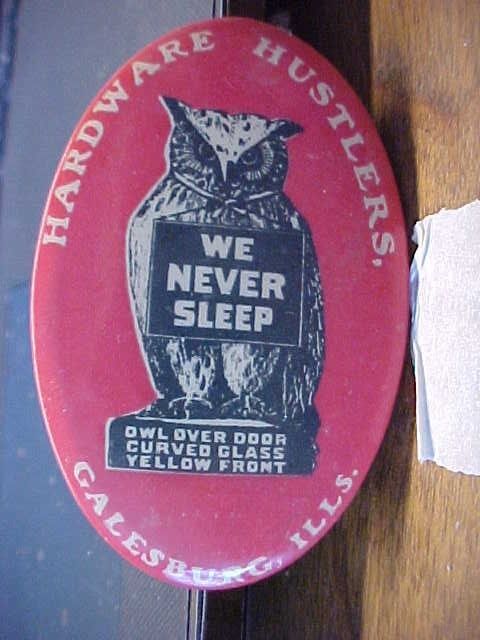 HARDWARE HUSTLERS,
WE
NEVER
SLEEP
OWL OVER DOOR
CURVED GLASS
YELLOW FRONT
GALESBURG, ILLS.